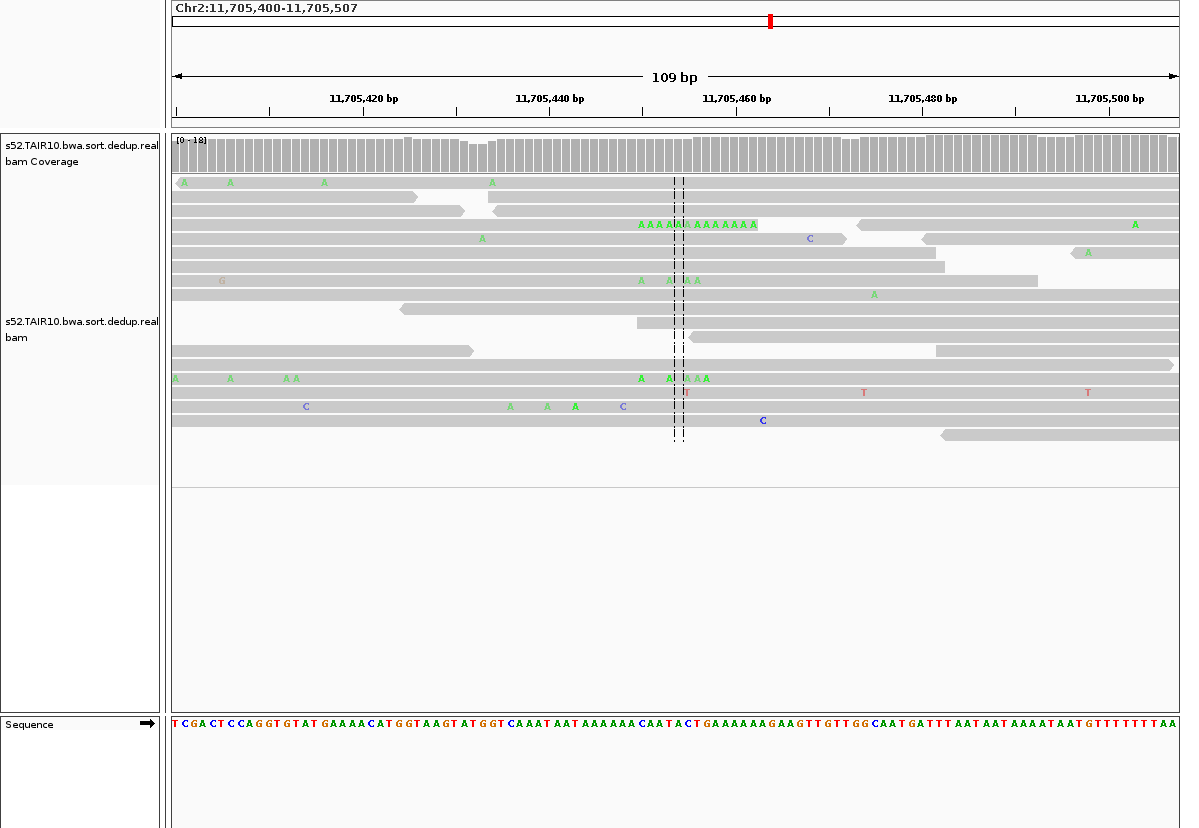 Chr2:11,705,400-11,705,507
109 bp
11,705,420 bp 11,705,440 bp 11,705,460 bp 11,705,480 bp 11,705,500 bp
s52.TAIR10.bwa.sort.dedup.real
bam Coverage
[0 - 18]
A A A A
A A A A A A A A A A A A A A
A C
A
G A A A A
A
s52.TAIR10.bwa.sort.dedup.real
bam
A A A A A A A A A
T T T
C A A A C
C
Sequence
TCGACTCCAGGTGTATGAAAACATGGTAAGTATGGTCAAATAATAAAAAACAATACTGAAAAAAGAAGTTGTTGGCAATGATTTAATAATAAAATAATGTTTTTTTAA